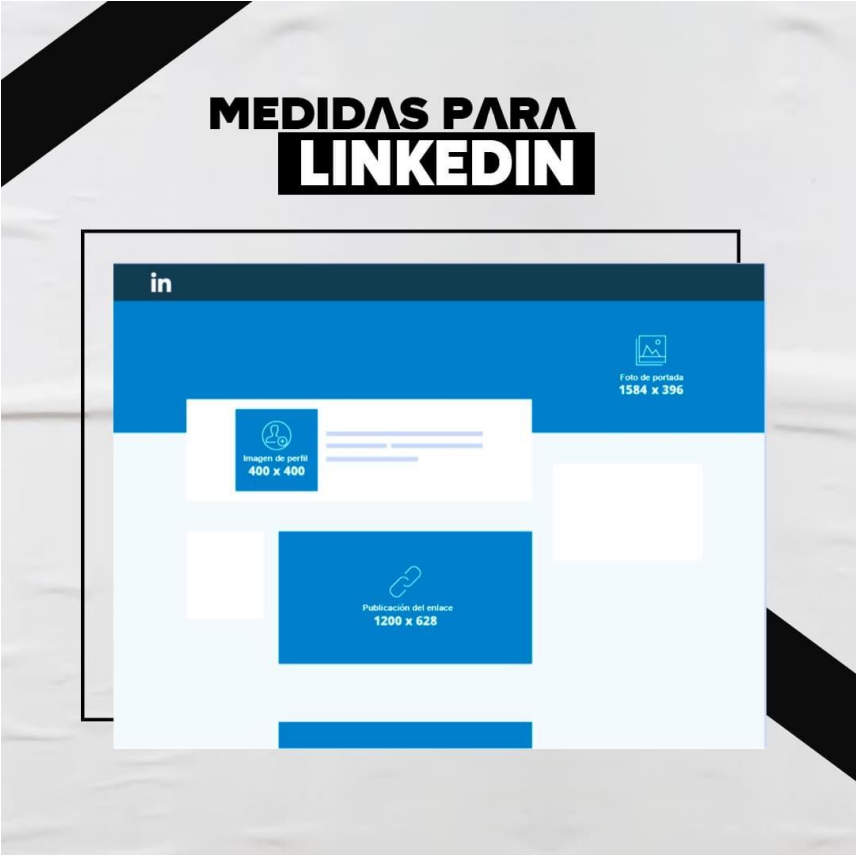 MEDIDAS PARA
LINKEDIN
in
Foto de portada
1584 x 396
Imagen de perfil
400 x 400
Publicación del enlace
1200 x 628